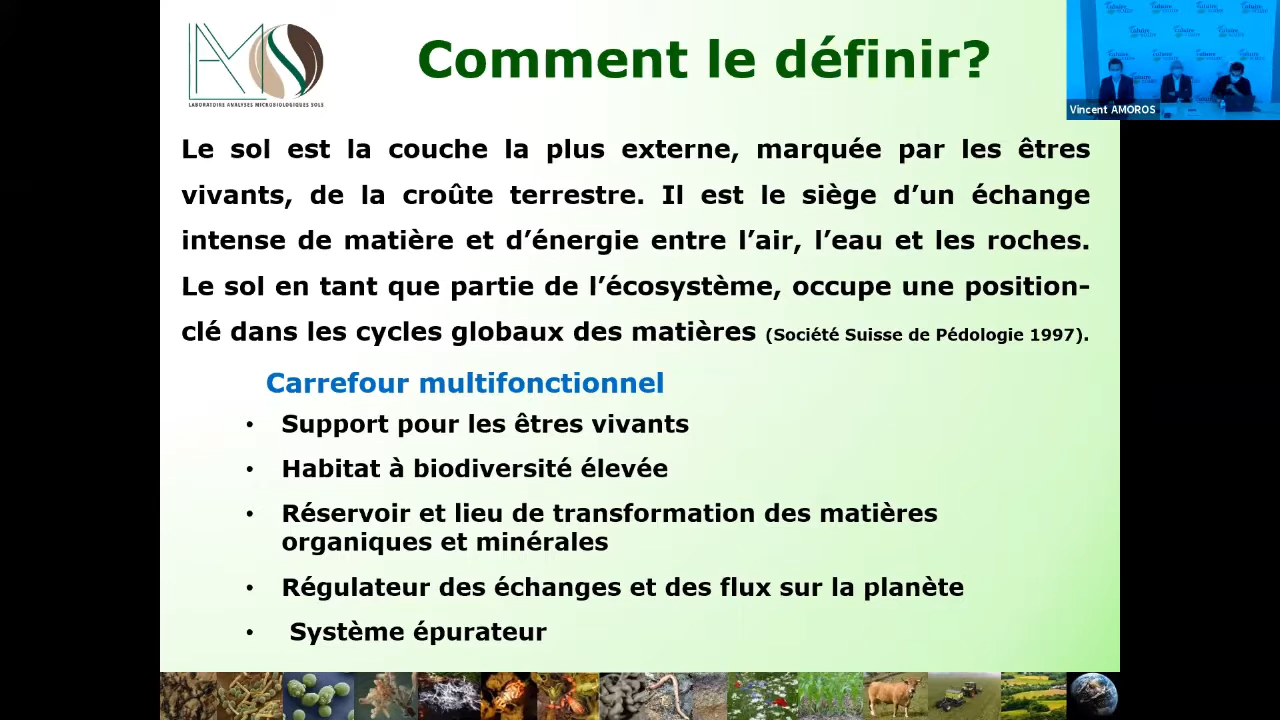 LAMS
LABORATOIRE ANALYSES MICROBIOLOGIQUES SOLS
Comment le définir?
Vincent AMOROS
Le sol est la couche la plus externe, marquée par les êtres
vivants, de la croûte terrestre. Il est le siège d’un échange
intense de matière et d’énergie entre l’air, l’eau et les roches.
Le sol en tant que partie de l’écosystème, occupe une position-
clé dans les cycles globaux des matières (Société Suisse de Pédologie 1997).
Carrefour multifonctionnel
• Support pour les êtres vivants
• Habitat à biodiversité élevée
• Réservoir et lieu de transformation des matières
organiques et minérales
• Régulateur des échanges et des flux sur la planète
• Système épurateur